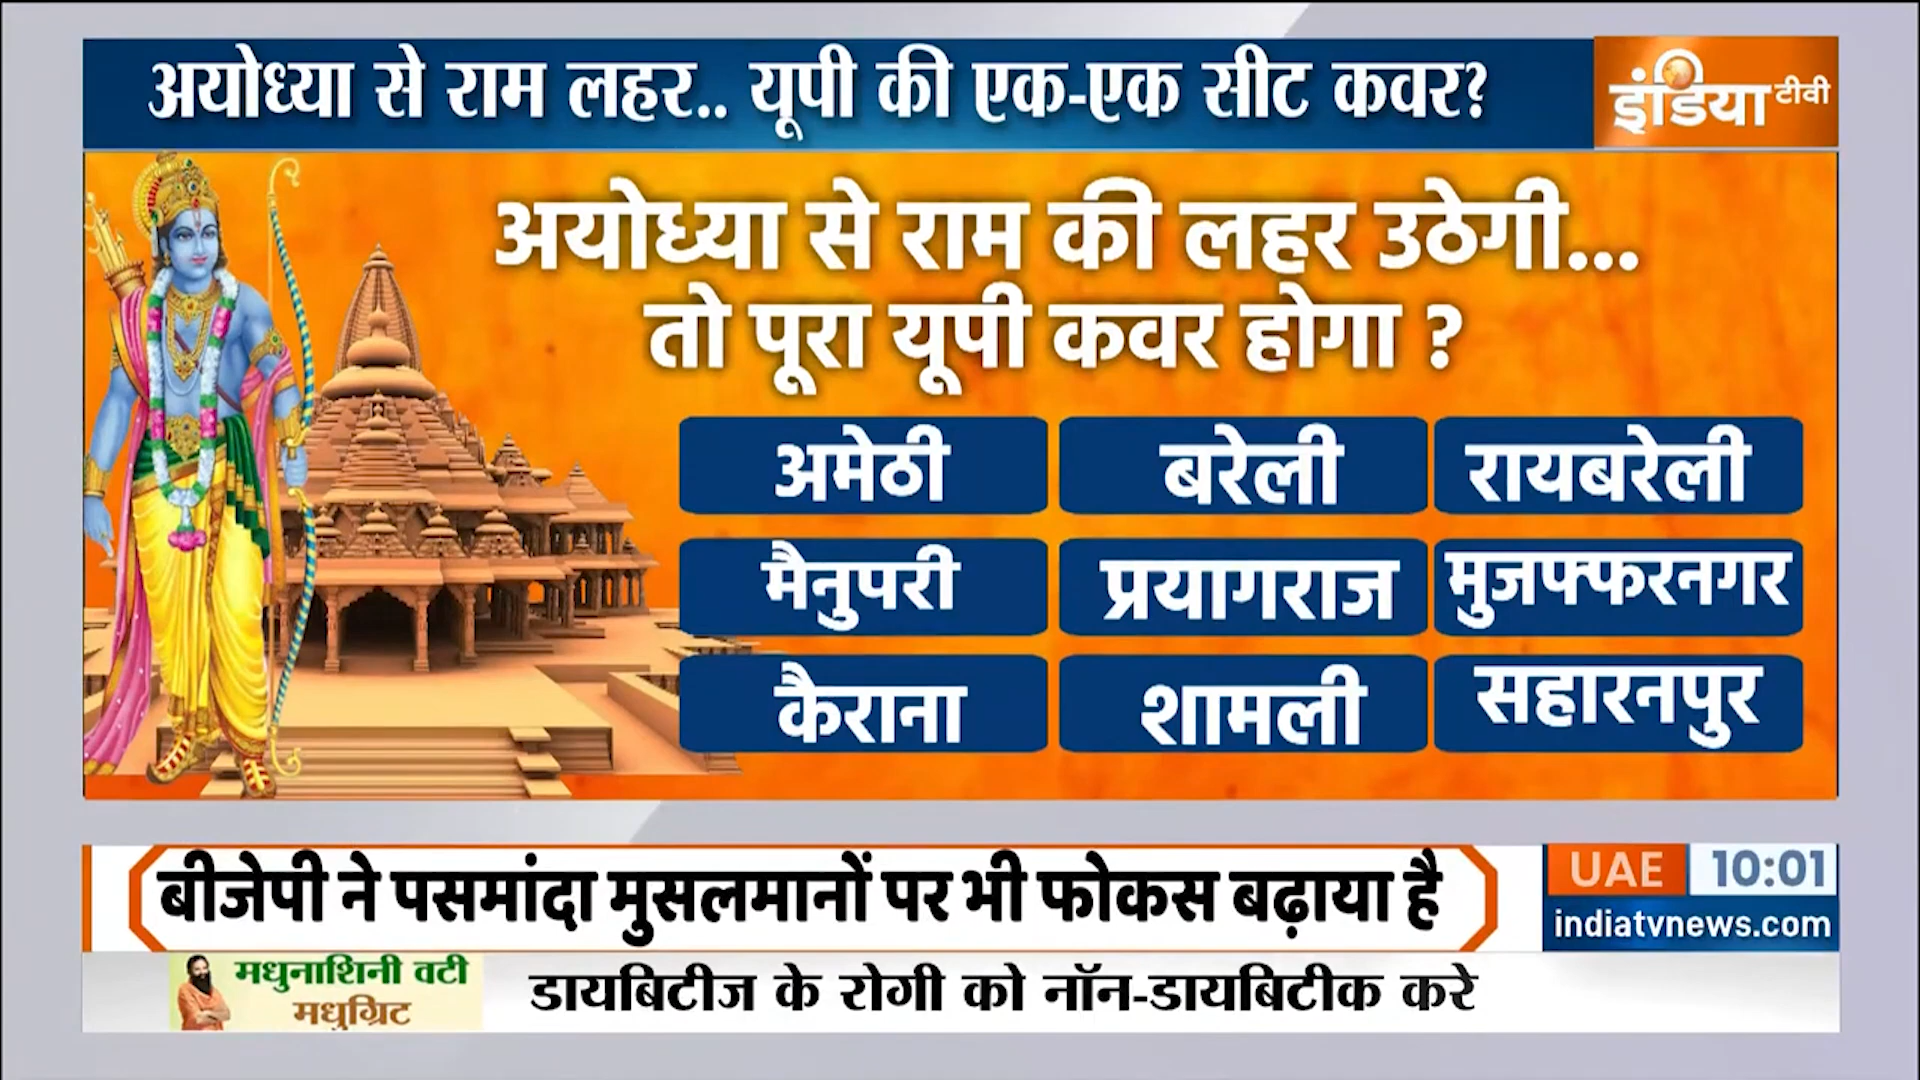 अयोध्या से राम लहर.. यूपी की एक-एक सीट कवर?
इंडिया टीवी
अयोध्या से राम की लहर उठेगी...
तो पूरा यूपी कवर होगा ?
अमेठी बरेली रायबरेली
मैनुपरी प्रयागराज मुजफ्फरनगर
कैराना शामली सहारनपुर
बीजेपी ने पसमांदा मुसलमानों पर भी फोकस बढ़ाया है
UAE 10:01
indiatvnews.com
मधुनाशिनी वटी
मधुग्रिट
डायबिटीज के रोगी को नॉन-डायबिटीक करे